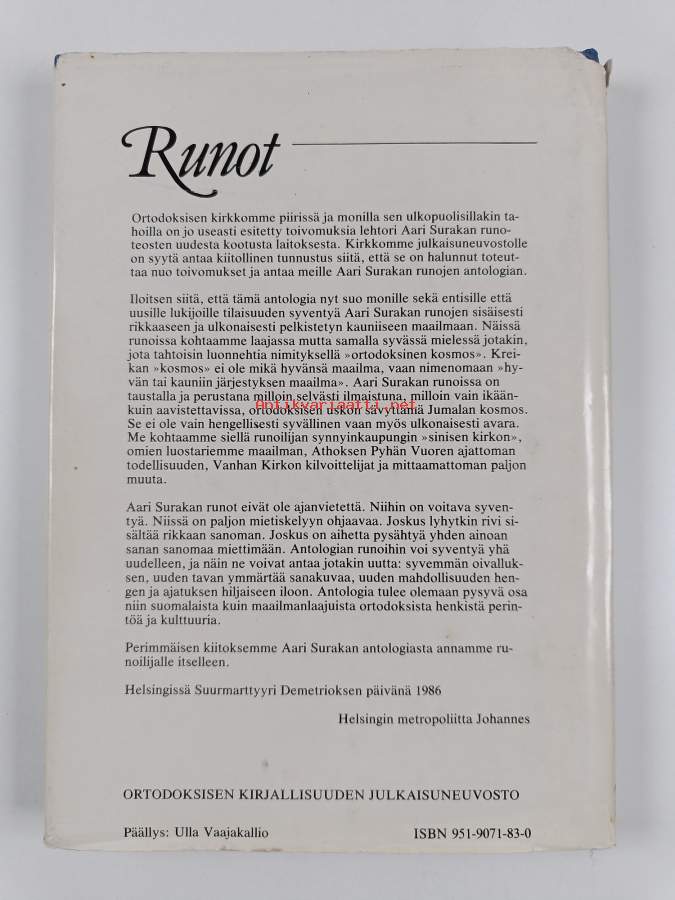 Runot
Ortodoksisen kirkkomme piirissä ja monilla sen ulkopuolisillakin ta-
hoilla on jo useasti esitetty toivomuksia lehtori Aari Surakan runo-
teosten uudesta kootusta laitoksesta. Kirkkomme julkaisuneuvostolle
on syytä antaa kiitollinen tunnustus siitä, että se on halunnut toteut-
taa nuo toivomukset ja antaa meille Aari Surakan runojen antologian.
Iloitsen siitä, että tämä antologia nyt suo monille sekä entisille että
uusille lukijoille tilaisuuden syventyä Aari Surakan runojen sisäisesti
rikkaaseen ja ulkonaisesti pelkistetyn kauniiseen maailmaan. Näissä
runoissa kohtaamme laajassa mutta samalla syvässä mielessä jotakin,
jota tahtoisin luonnehtia nimityksellä »ortodoksinen kosmos». Krei-
kan »kosmos» ei ole mikä hyvänsä maailma, vaan nimenomaan »hy-
vän tai kauniin järjestyksen maailma». Aari Surakan runoissa on
taustalla ja perustana milloin selvästi ilmaistuna, milloin vain ikään-
Antikvariaatti.net
kuin aavistettavissa, ortodoksisen uskon sävyttämä Jumalan kosmos.
Se ei ole vain hengellisesti syvällinen vaan myös ulkonaisesti avara.
Me kohtaamme siellä runoilijan synnyinkaupungin »sinisen kirkon»,
omien luostariemme maailman, Athoksen Pyhän Vuoren ajattoman
todellisuuden, Vanhan Kirkon kilvoittelijat ja mittaamattoman paljon
muuta.
Aari Surakan runot eivät ole ajanvietettä. Niihin on voitava syven-
tyä. Niissä on paljon mietiskelyyn ohjaavaa. Joskus lyhytkin rivi si-
sältää rikkaan sanoman. Joskus on aihetta pysähtyä yhden ainoan
sanan sanomaa miettimään. Antologian runoihin voi syventyä yhä
uudelleen, ja näin ne voivat antaa jotakin uutta: syvemmän oivalluk-
sen, uuden tavan ymmärtää sanakuvaa, uuden mahdollisuuden hen-
gen ja ajatuksen hiljaiseen iloon. Antologia tulee olemaan pysyvä osa
niin suomalaista kuin maailmanlaajuista ortodoksista henkistä perin-
töä ja kulttuuria.
Perimmäisen kiitoksemme Aari Surakan antologiasta annamme ru-
noilijalle itselleen.
Helsingissä Suurmarttyyri Demetrioksen päivänä 1986
Helsingin metropoliitta Johannes
ORTODOKSISEN KIRJALLISUUDEN JULKAISUNEUVOSTO
Päällys: Ulla Vaajakallio ISBN 951-9071-83-0